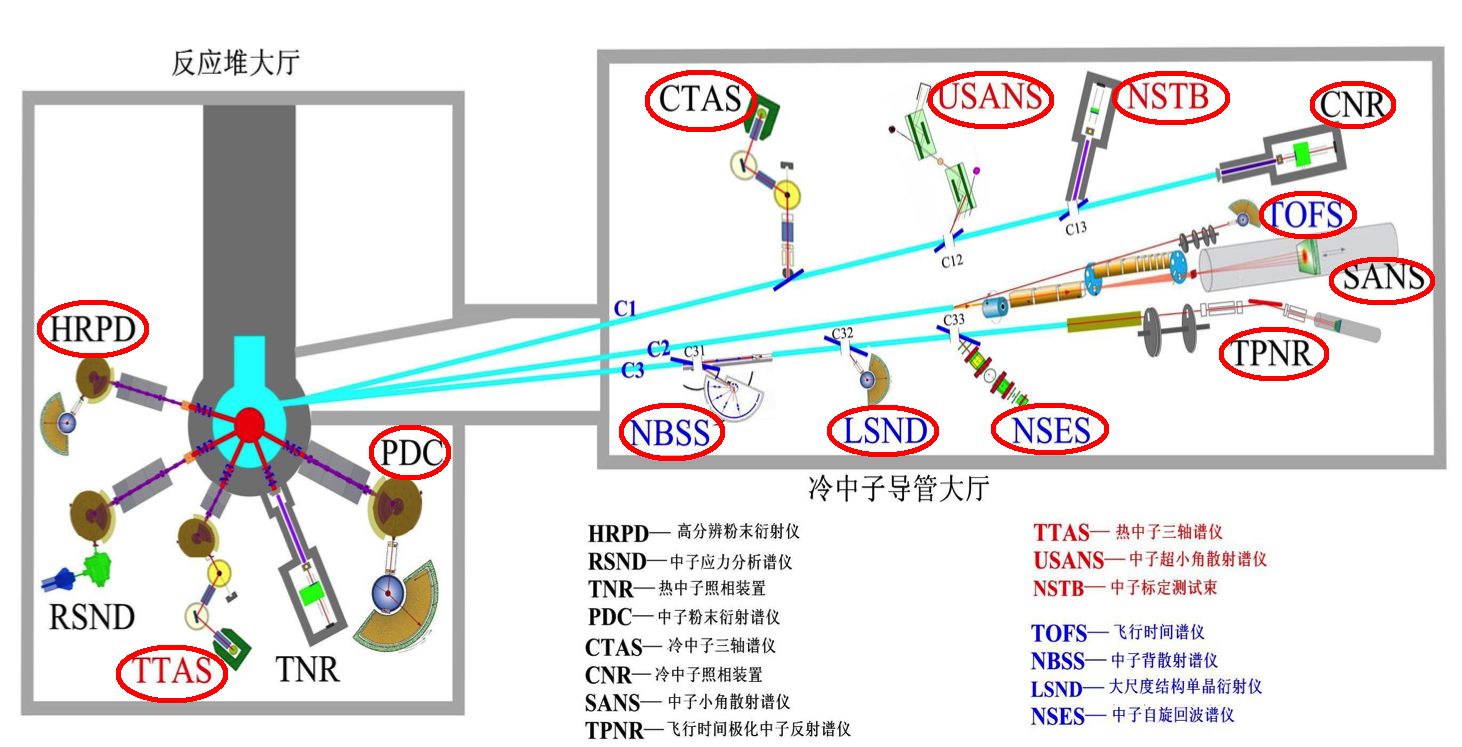 反应堆大厅
CTAS
USANS
NSTB
CNR
TOFS
C13
C12
SANS
C1
HRPD
C2
C3
C31
C32
C33
TPNR
M1
M2
M3
M4
M5
PDC
NBSS
LSND
NSES
冷中子导管大厅
RSND
TTAS
TNR
HRPD—高分辨粉末衍射仪
RSND—中子应力分析谱仪
TNR—热中子照相装置
PDC—中子粉末衍射谱仪
CTAS—冷中子三轴谱仪
CNR—冷中子照相装置
SANS—中子小角散射谱仪
TPNR—飞行时间极化中子反射谱仪
TTAS—热中子三轴谱仪
USANS—中子超小角散射谱仪
NSTB—中子标定测试束
TOFS—飞行时间谱仪
NBSS—中子背散射谱仪
LSND—大尺度结构单晶衍射仪
NSES—中子自旋回波谱仪